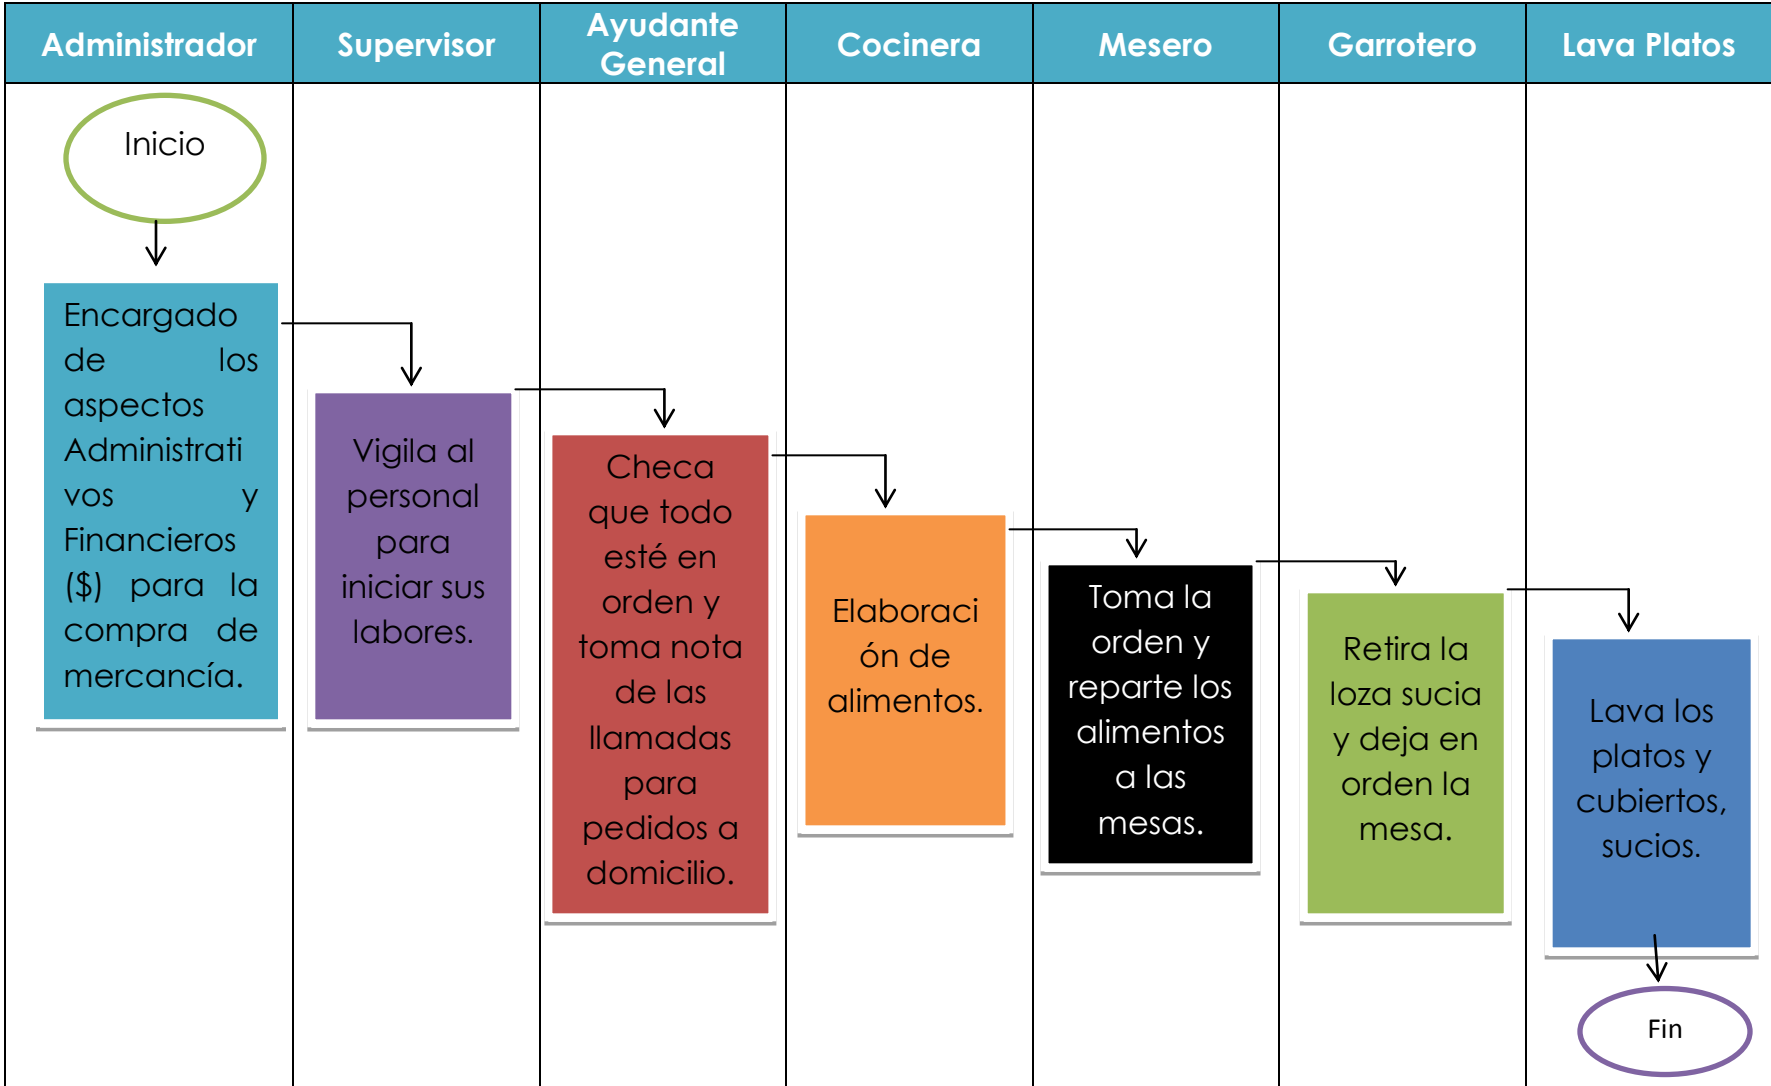 Administrador
Supervisor
Ayudante
General
Cocinera
Mesero
Garrotero
Lava Platos
Inicio
Encargado
de los
aspectos
Administrati
vos y
Financieros
($) para la
compra de
mercancía.
Vigila al
personal
para
iniciar sus
labores.
Checa
que todo
esté en
orden y
toma nota
de las
llamadas
para
pedidos a
domicilio.
Elaboraci
ón de
alimentos.
Toma la
orden y
reparte los
alimentos
a las
mesas.
Retira la
loza sucia
y deja en
orden la
mesa.
Lava los
platos y
cubiertos,
sucios.
Fin